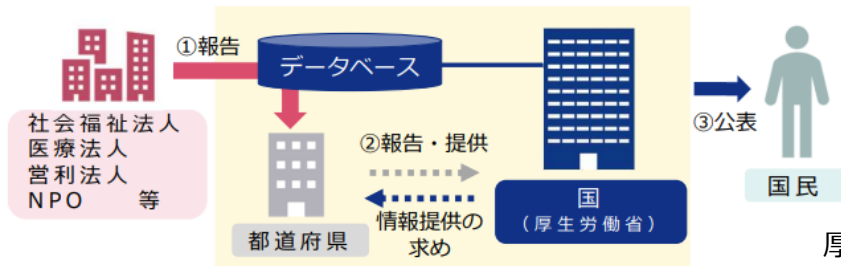 ①報告
データベース
社会福祉法人
医療法人
営利法人
NPO 等
②報告・提供
都道府県
情報提供の
求め
国
(厚生労働省)
③公表
国民
厚